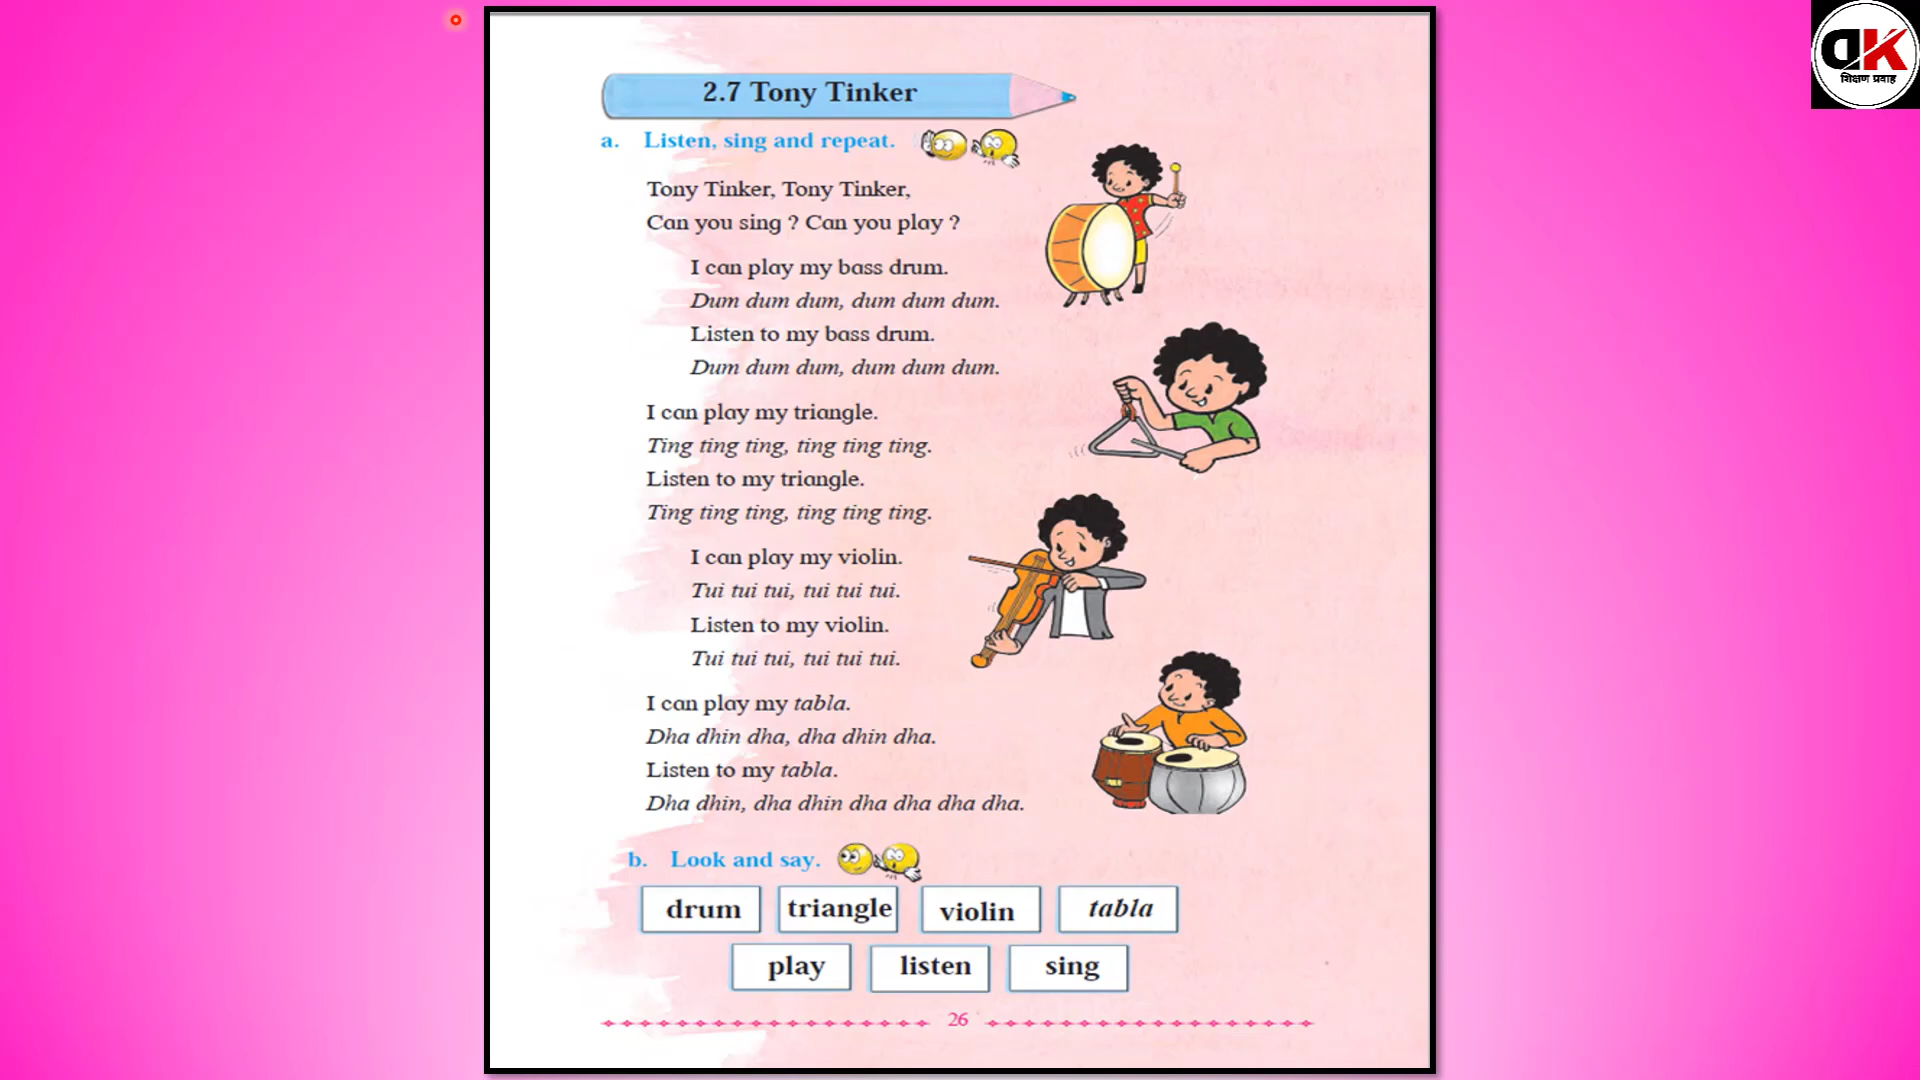 DK
शिक्षण प्रवाह
2.7 Tony Tinker
a. Listen, sing and repeat.
Tony Tinker, Tony Tinker,
Can you sing ? Can you play ?
I can play my bass drum.
Dum dum dum, dum dum dum.
Listen to my bass drum.
Dum dum dum, dum dum dum.
I can play my triangle.
Ting ting ting, ting ting ting.
Listen to my triangle.
Ting ting ting, ting ting ting.
I can play my violin.
Tui tui tui, tui tui tui.
Listen to my violin.
Tui tui tui, tui tui tui.
I can play my tabla.
Dha dhin dha, dha dhin dha.
Listen to my tabla.
Dha dhin, dha dhin dha dha dha dha.
b. Look and say.
drum triangle violin tabla
play listen sing
26